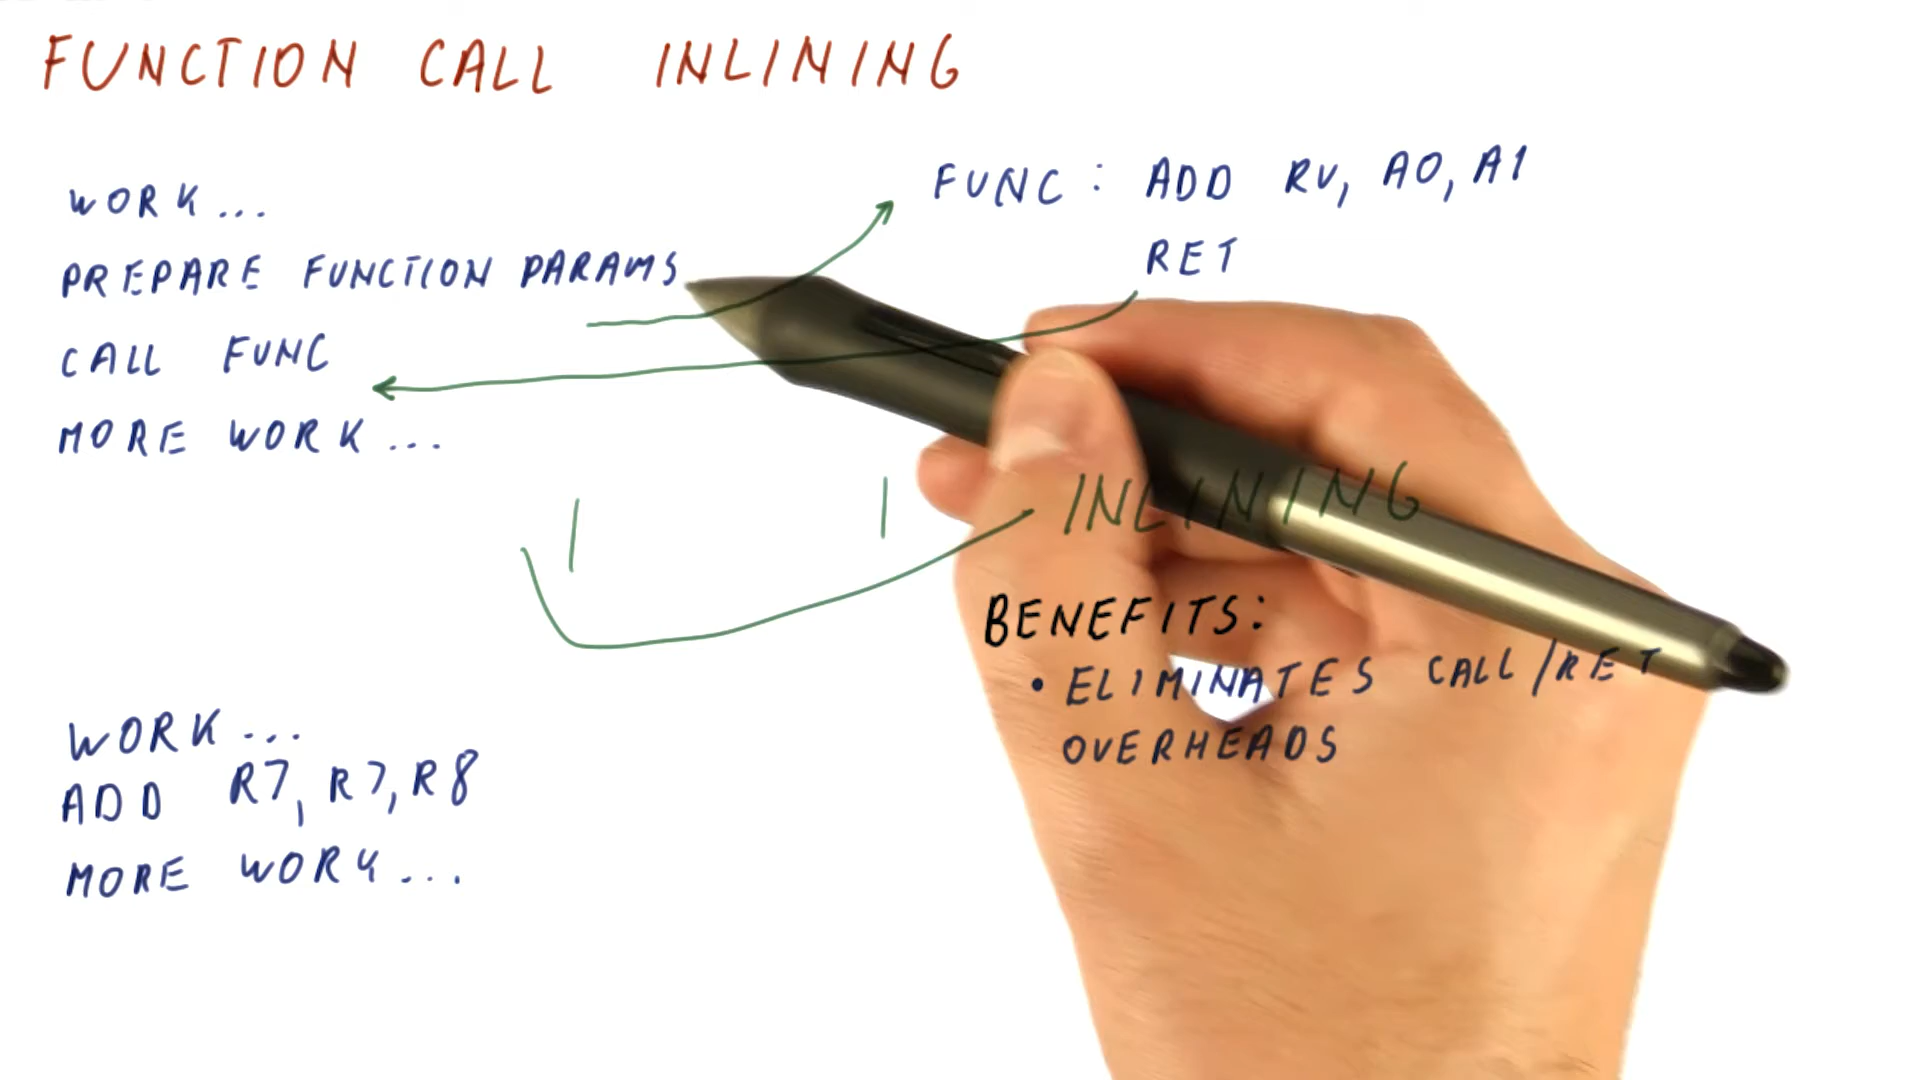 FUNCTION CALL INLINING
WORK...
PREPARE FUNCTION PARAMS
CALL FUNC
MORE WORK...
FUNC: ADD RV, A0, A1
RET
INLINING
BENEFITS:
• ELIMINATES CALL/RET
OVERHEADS
WORK...
ADD R7, R7, R8
MORE WORK...